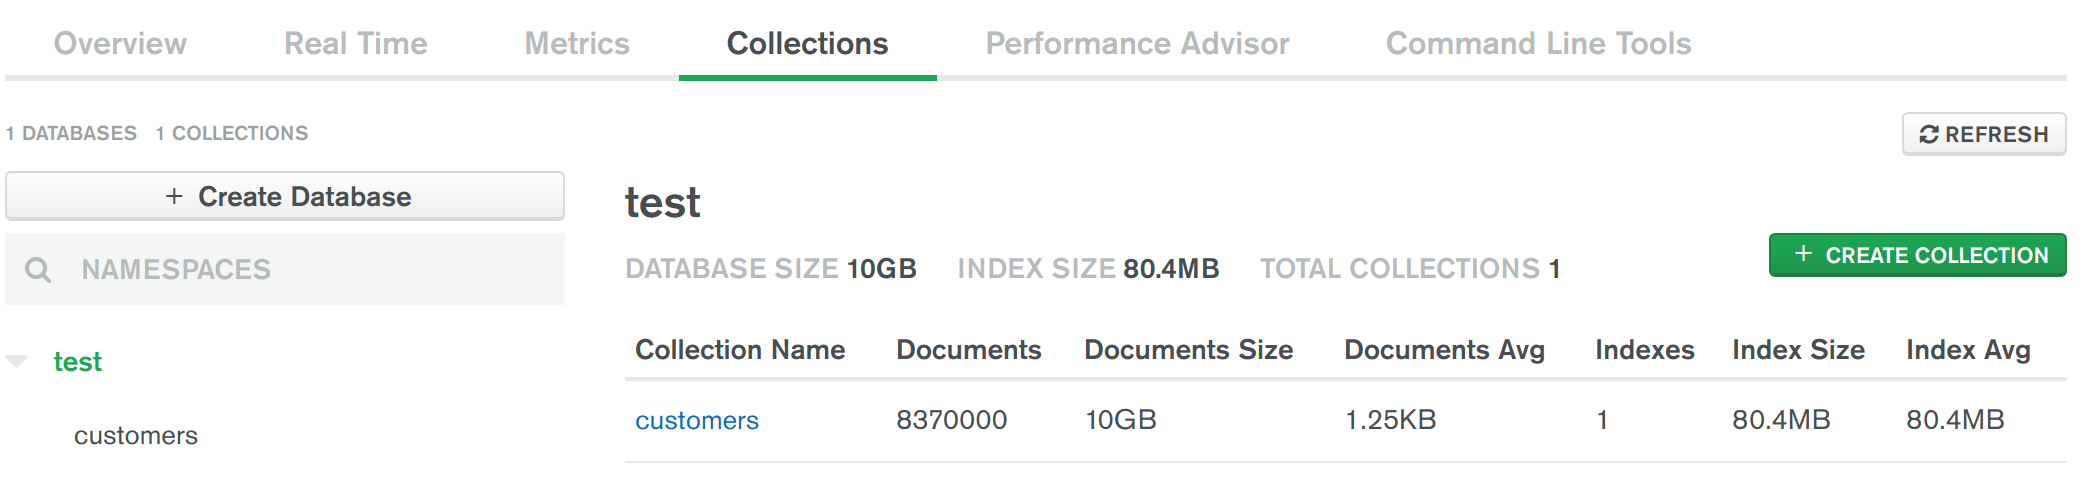 Overview Real Time Metrics Collections Performance Advisor Command Line Tools
1 DATABASES 1 COLLECTIONS
REFRESH
+ Create Database
NAMESPACES
test
customers
test
DATABASE SIZE 10GB INDEX SIZE 80.4MB TOTAL COLLECTIONS 1
+ CREATE COLLECTION
Collection Name Documents Documents Size Documents Avg Indexes Index Size Index Avg
customers 8370000 10GB 1.25KB 1 80.4MB 80.4MB